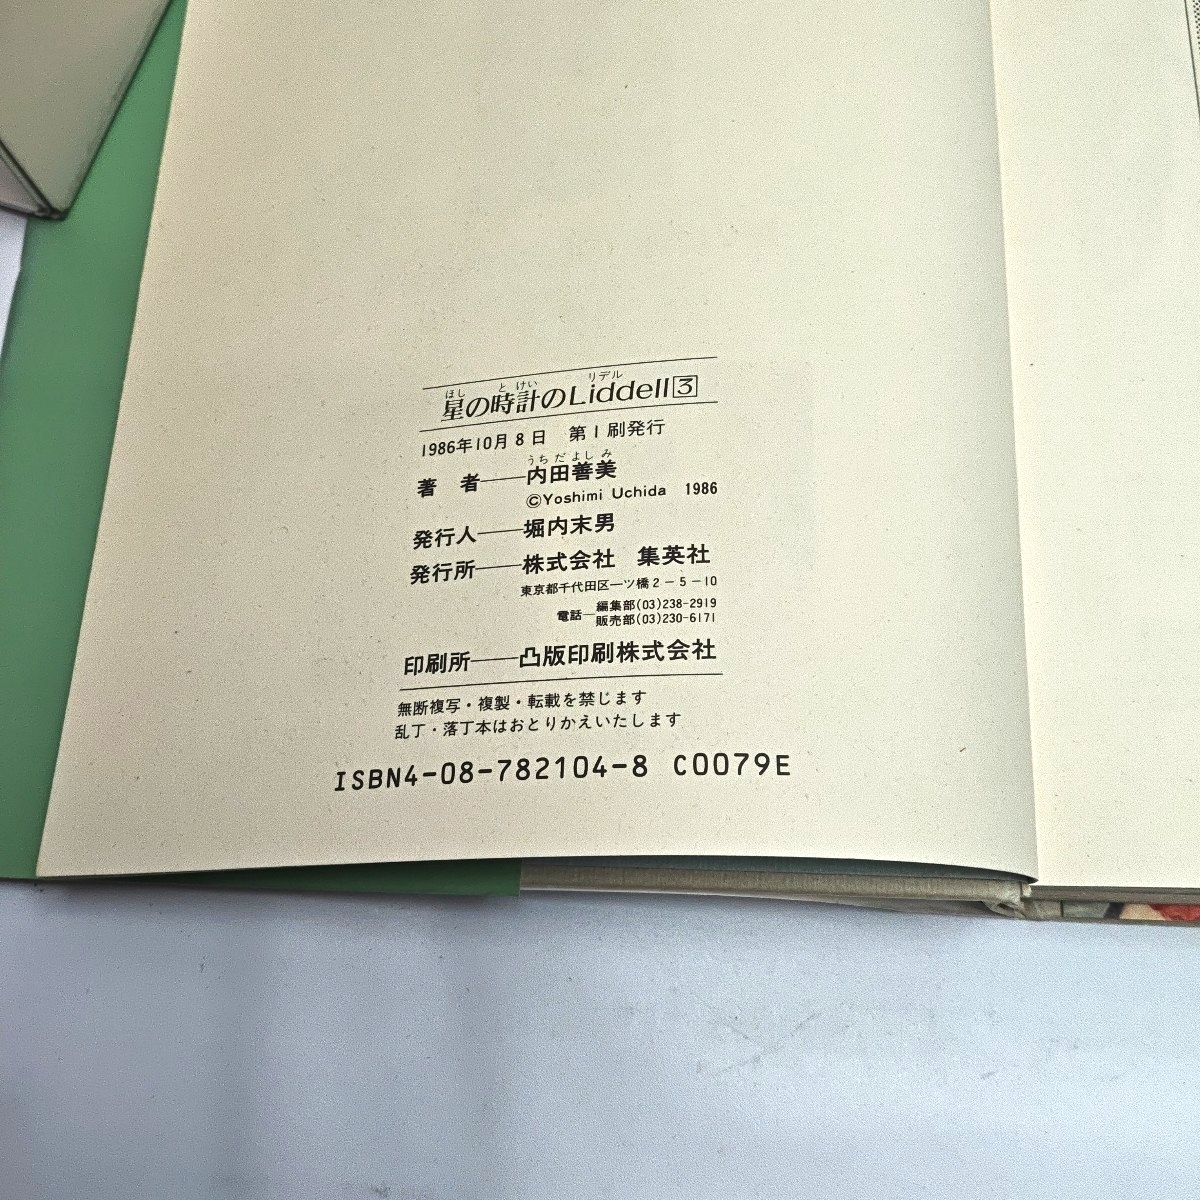 ほし と けい リデル
星の時計のLiddell3
1986年10月8日 第1刷発行
うちだよしみ
著 者——内田善美
©Yoshimi Uchida 1986
発行人——堀内末男
発行所——株式会社 集英社
東京都千代田区一ツ橋2-5-10
電話—編集部(03)238-2919
販売部(03)230-6171
印刷所——凸版印刷株式会社
無断複写・複製・転載を禁じます
乱丁・落丁本はおとりかえいたします
ISBN4-08-782104-8 C0079E